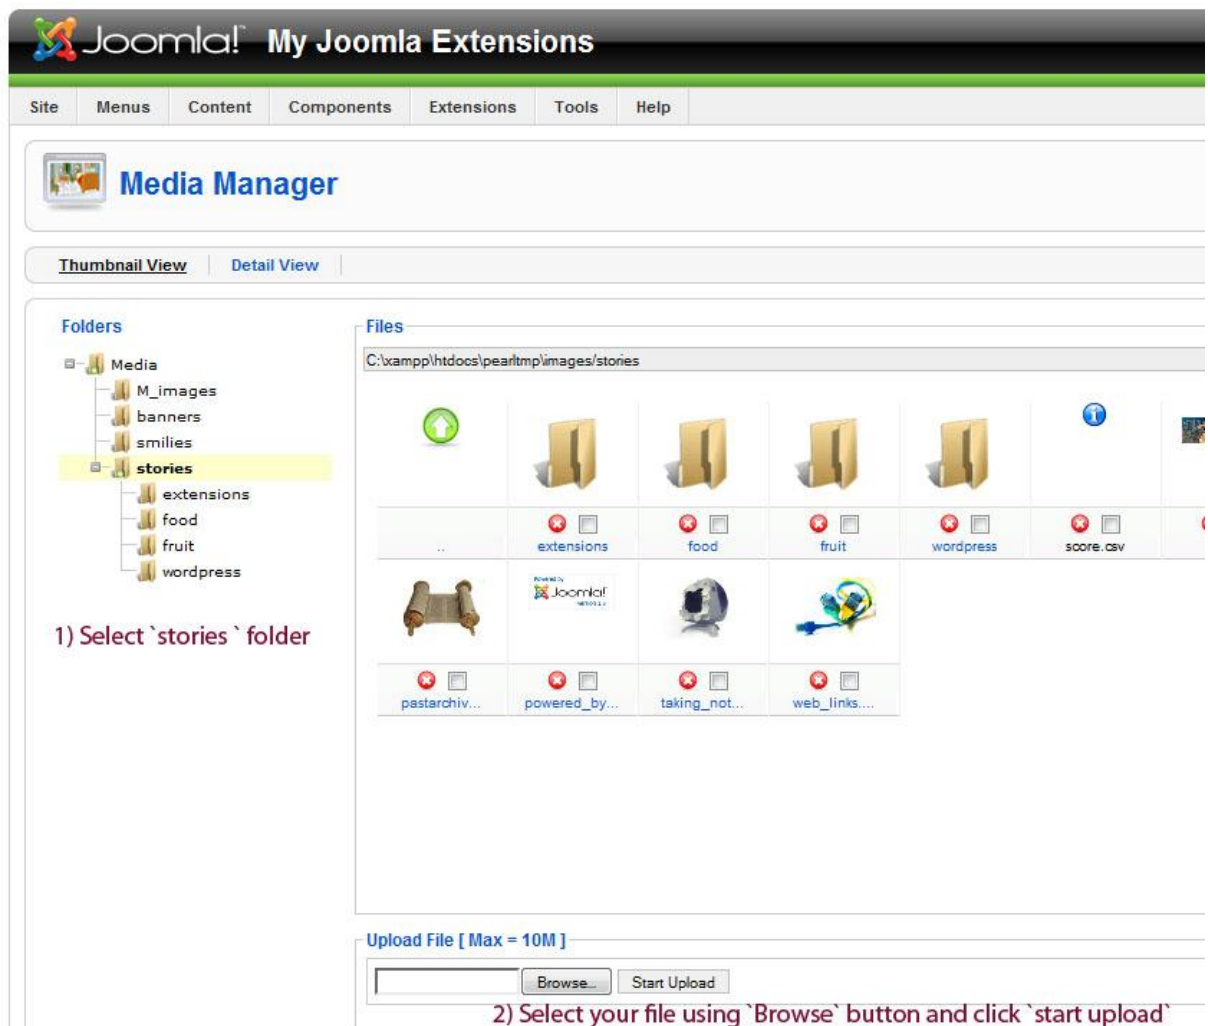 Joomla! My Joomla Extensions
Site Menus Content Components Extensions Tools Help
Media Manager
Thumbnail View Detail View
Folders
Media
M_images
banners
smilies
stories
extensions
food
fruit
wordpress
1) Select `stories ` folder
Files
C:\xampp\htdocs\pearltmp\images/stories
.. extensions food fruit wordpress score.csv
Powered by
Joomla!
pastarchiv... powered_by... taking_not... web_links....
Upload File [ Max = 10M ]
Browse... Start Upload
2) Select your file using `Browse` button and click `start upload`